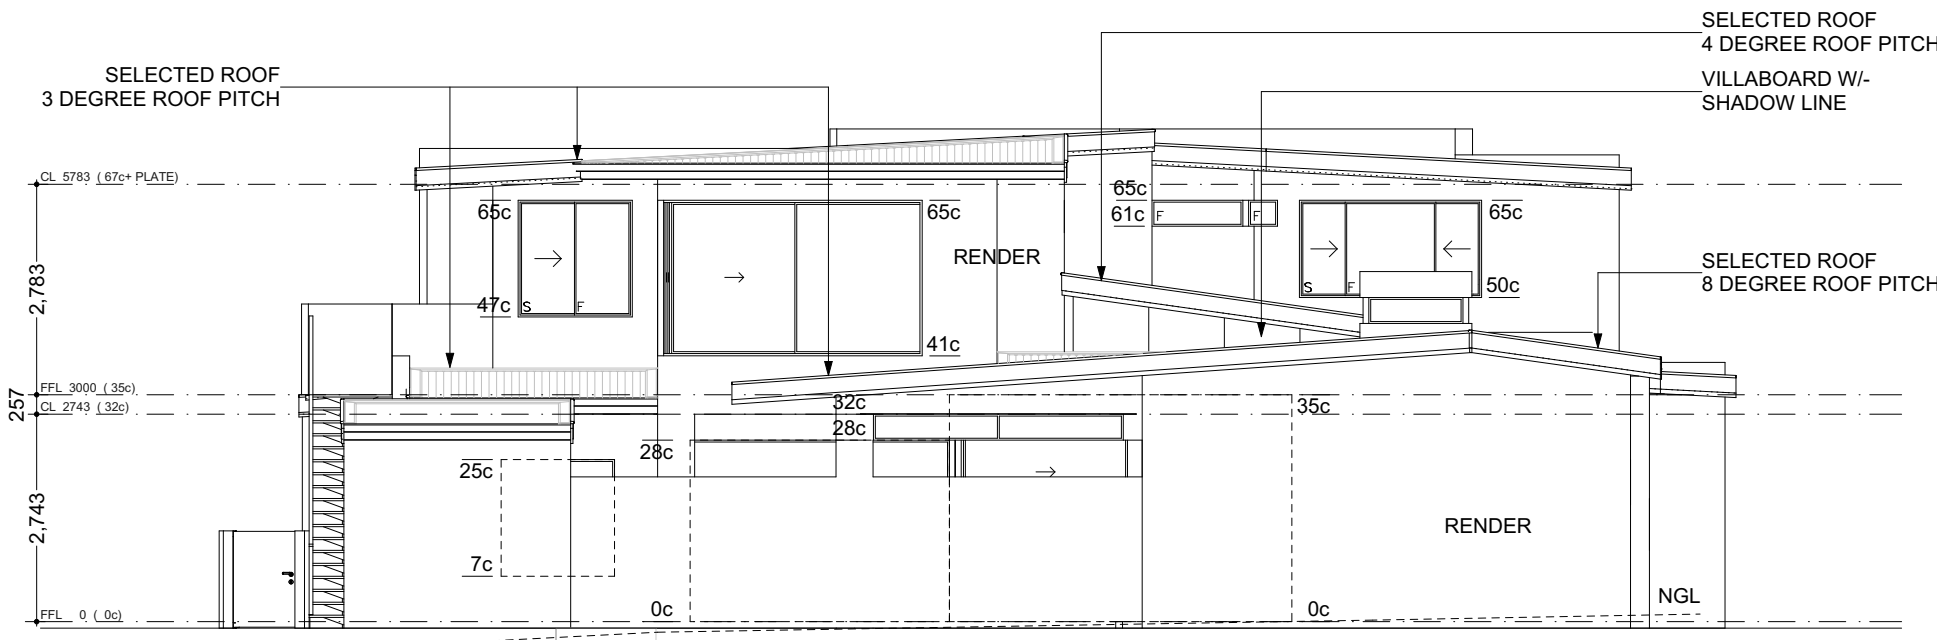 SELECTED ROOF
4 DEGREE ROOF PITCH
SELECTED ROOF
3 DEGREE ROOF PITCH
VILLABOARD W/-
SHADOW LINE
CL 5783 ( 67c+ PLATE)
65c
65c
65c
61c
65c
RENDER
SELECTED ROOF
8 DEGREE ROOF PITCH
F
F
2,783
47c
S
F
S
F
50c
41c
FFL 3000 ( 35c)
257
CL 2743 ( 32c)
32c
35c
28c
28c
25c
2,743
RENDER
7c
NGL
FFL 0 ( 0c)
0c
0c